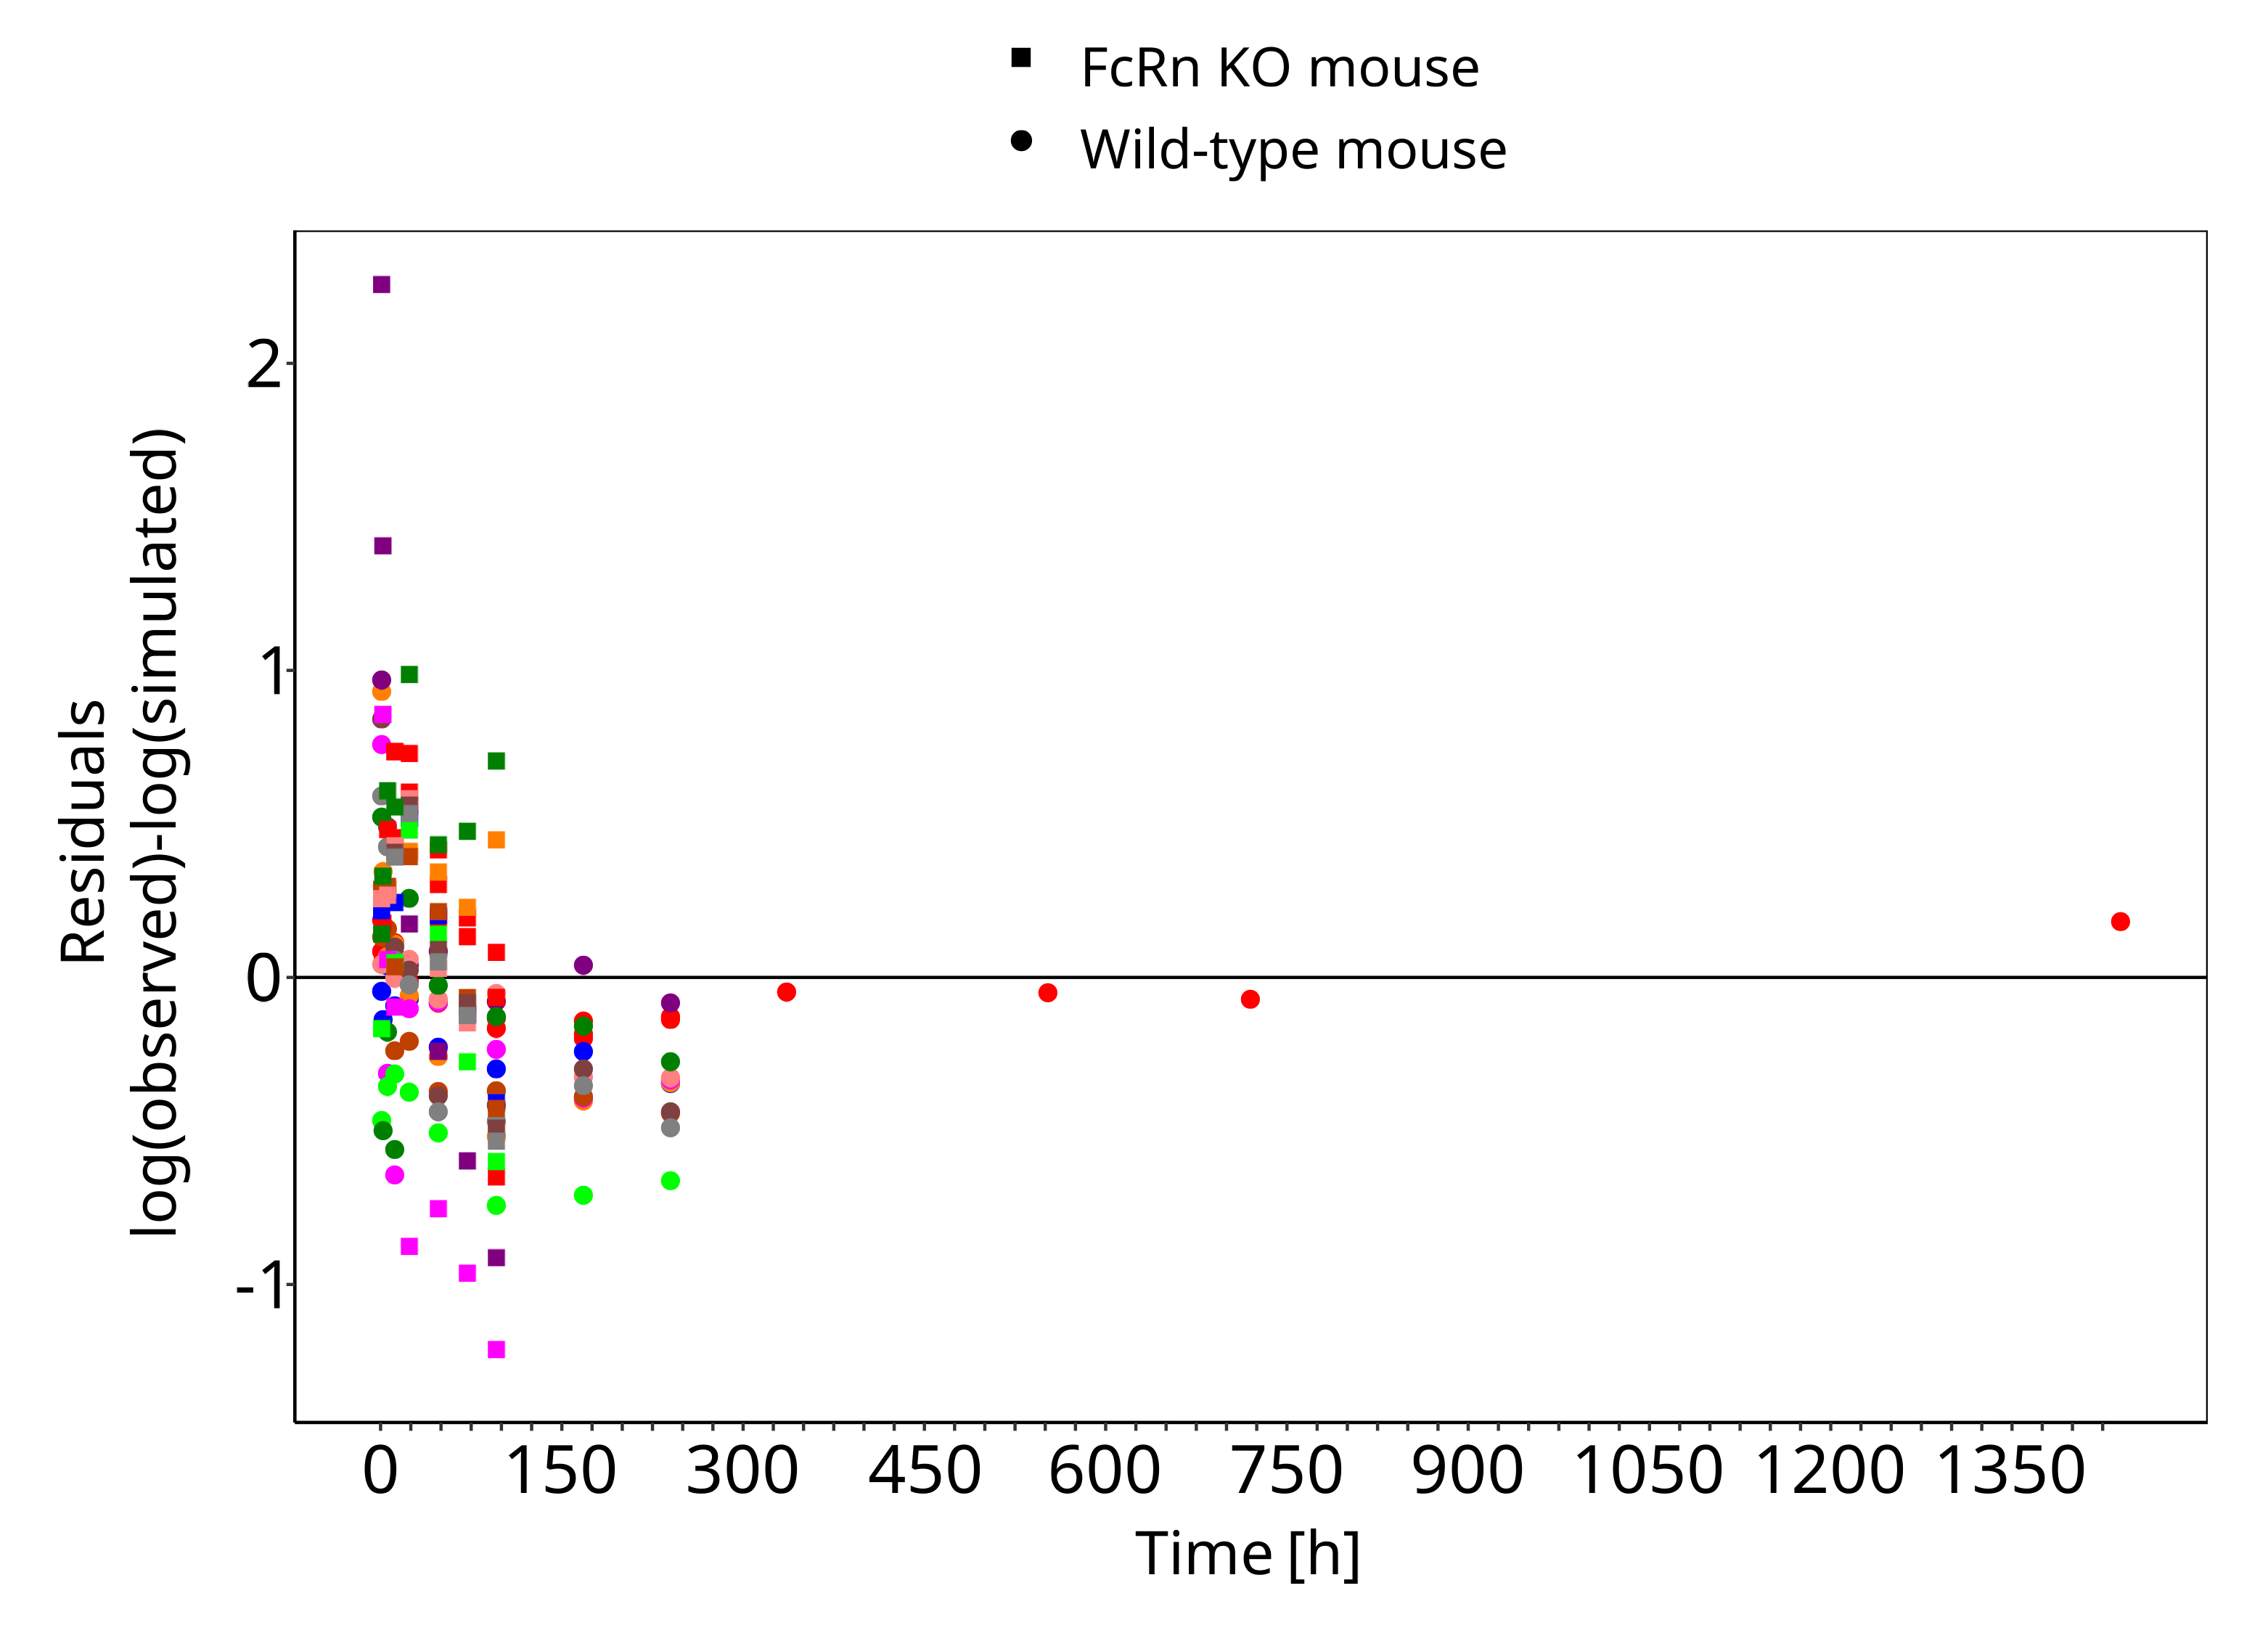 FcRn KO mouse
Wild-type mouse
Residuals
log(observed)-log(simulated)
2
1
0
-1
0 150 300 450 600 750 900 1050 1200 1350
Time [h]